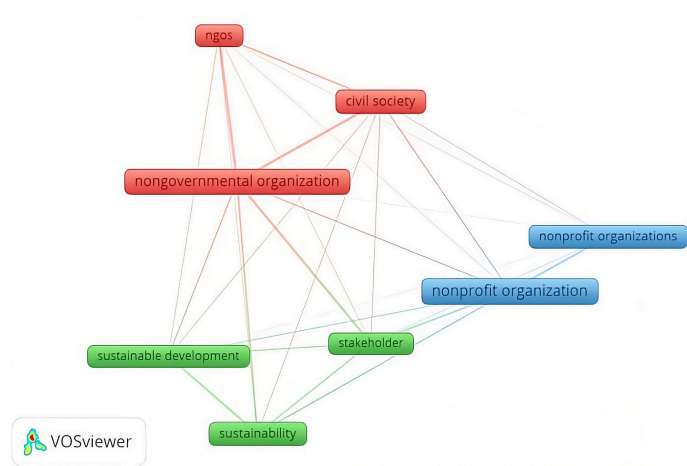 ngos
civil society
nongovernmental organization
nonprofit organizations
nonprofit organization
stakeholder
sustainable development
sustainability
VOSviewer